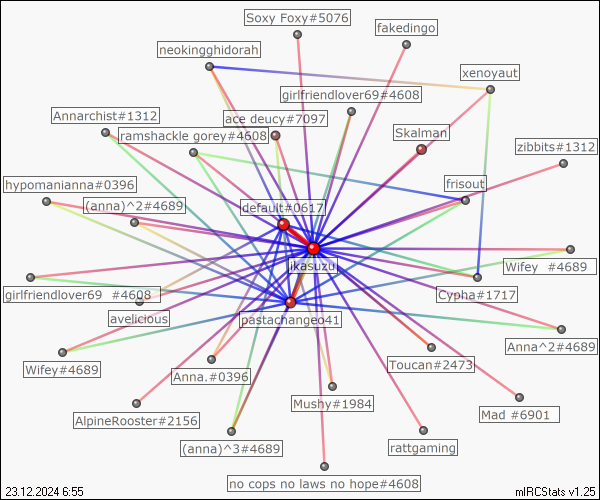 Soxy Foxy#5076
fakedingo
neokingghidorah
xenoyaut
girlfriendlover69#4608
Annarchist#1312
ace deucy#7097
ramshackle gorey#4608
Skalman
zibbits#1312
hypomanianna#0396
frisout
(anna)^2#4689
default#0617
ikasuzu
Wifey  #4689
girlfriendlover69  #4608
Cypha#1717
avelicious
pastachangeo41
Anna^2#4689
Wifey#4689
Anna.#0396
Toucan#2473
Mushy#1984
AlpineRooster#2156
Mad #6901
(anna)^3#4689
rattgaming
no cops no laws no hope#4608
23.12.2024 6:55
mIRCStats v1.25